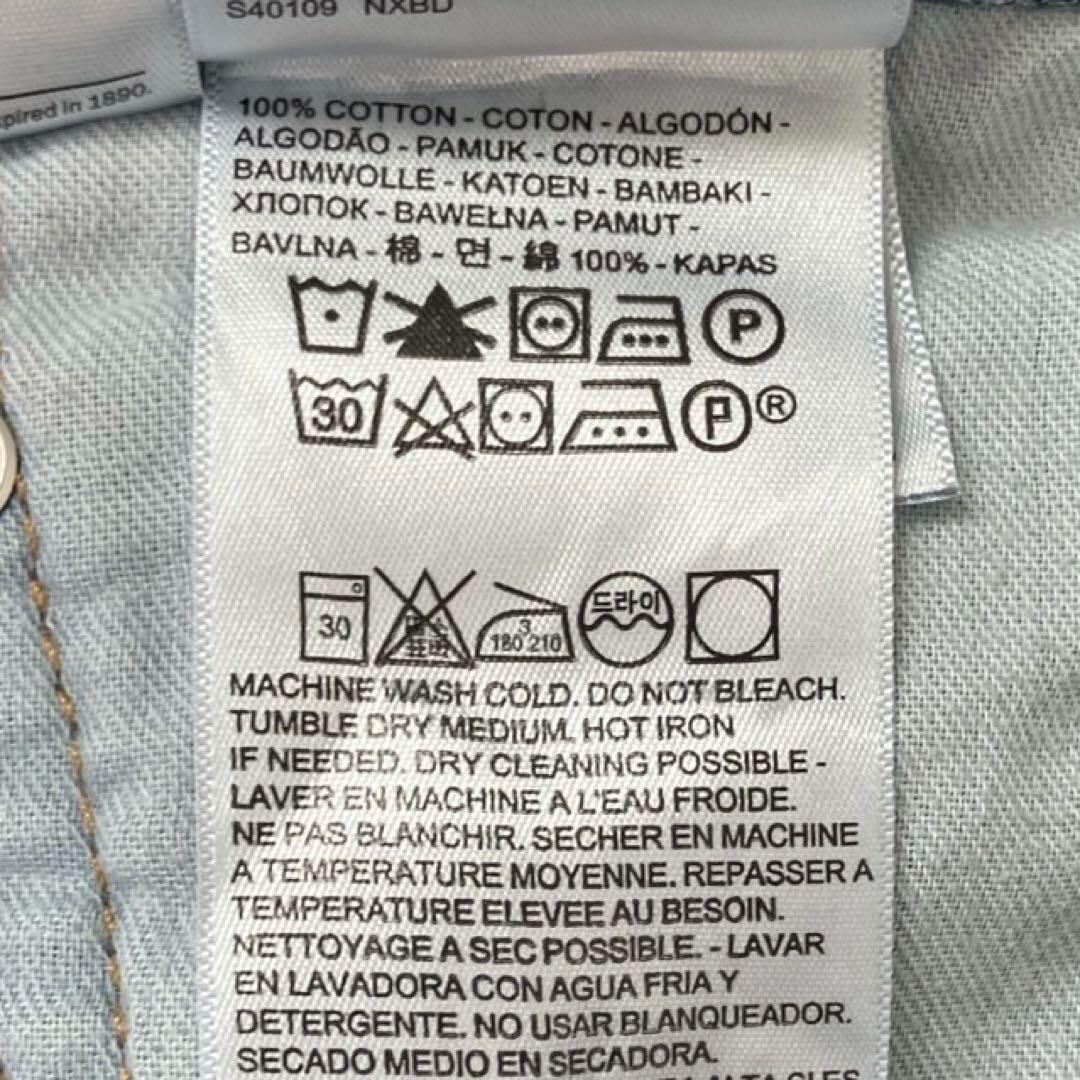 S40109 NXBD
pired in 1890.
100% COTTON - COTON - ALGODÓN -
ALGODÃO - PAMUK - COTONE -
BAUMWOLLE - KATOEN - BAMBAKI -
ХЛОПОК - BAWEŁNA - PAMUT -
BAVLNA - 棉 - 면 - 綿 100% - KAPAS
P
30 P ®
30 3 180 210 드라이
MACHINE WASH COLD. DO NOT BLEACH.
TUMBLE DRY MEDIUM. HOT IRON
IF NEEDED. DRY CLEANING POSSIBLE -
LAVER EN MACHINE A L'EAU FROIDE.
NE PAS BLANCHIR. SECHER EN MACHINE
A TEMPERATURE MOYENNE. REPASSER A
TEMPERATURE ELEVEE AU BESOIN.
NETTOYAGE A SEC POSSIBLE. - LAVAR
EN LAVADORA CON AGUA FRIA Y
DETERGENTE. NO USAR BLANQUEADOR.
SECADO MEDIO EN SECADORA.